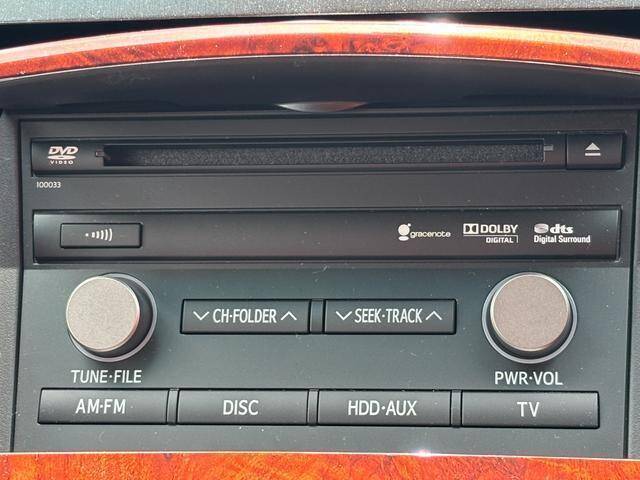 DVD
VIDEO
100033
gracenote
DOLBY
DIGITAL
dts
Digital Surround
CH·FOLDER
SEEK·TRACK
TUNE·FILE
PWR·VOL
AM·FM
DISC
HDD·AUX
TV